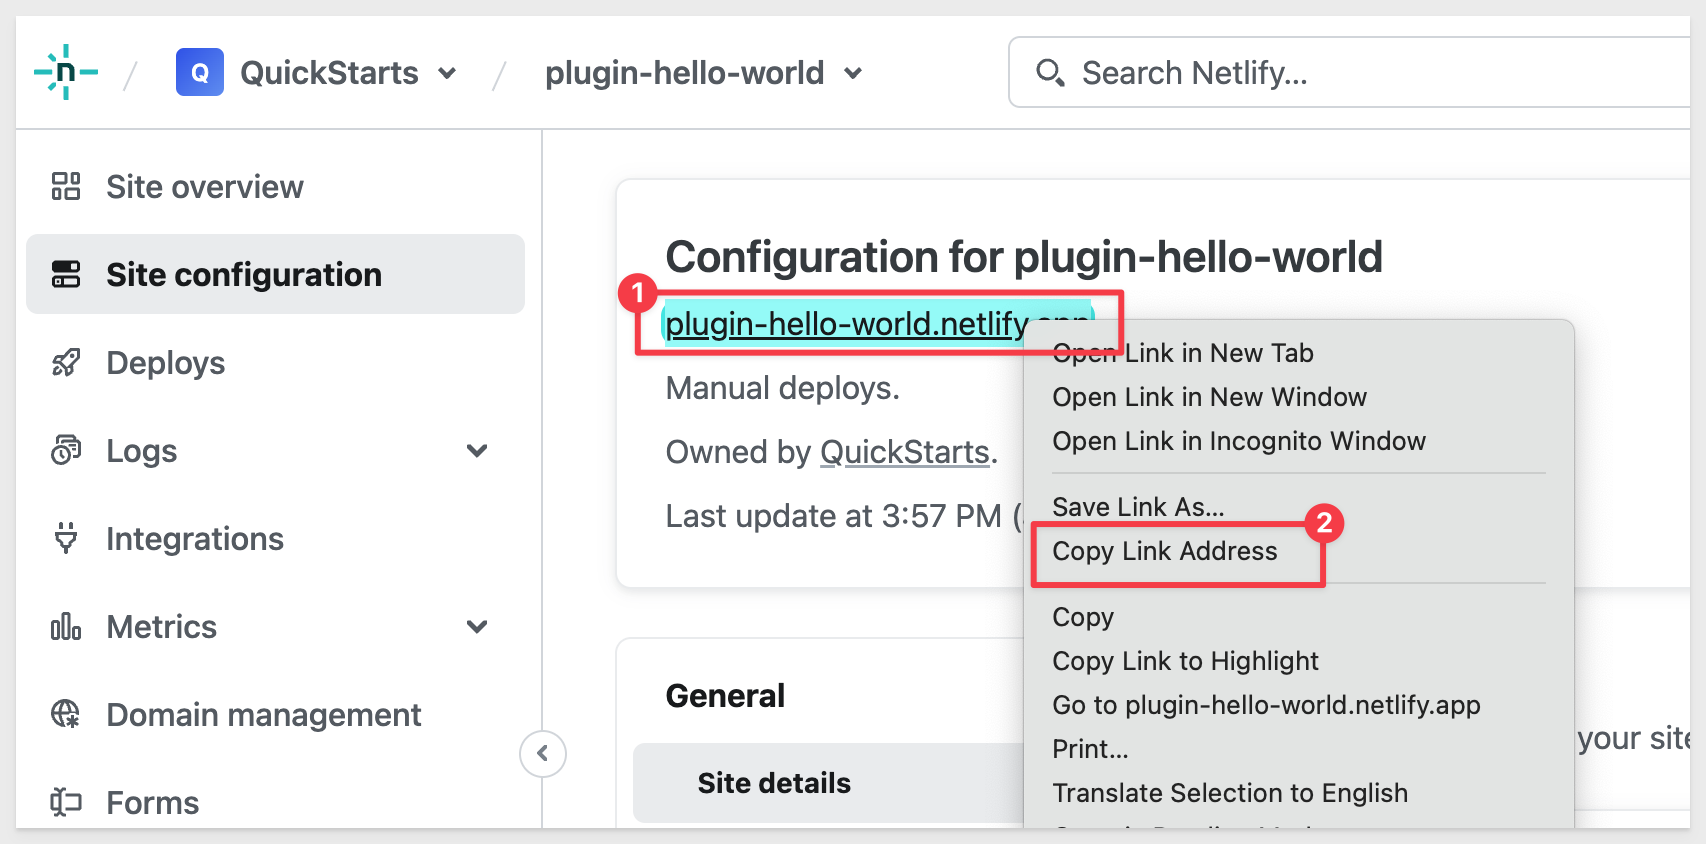 n / Q QuickStarts / plugin-hello-world Search Netlify...
Site overview
Site configuration
Deploys
Logs
Integrations
Metrics
Domain management
Forms
Configuration for plugin-hello-world
1
plugin-hello-world.netlify.app
Manual deploys.
Owned by QuickStarts.
Last update at 3:57 PM (
General
Site details
your site
Open Link in New Tab
Open Link in New Window
Open Link in Incognito Window
Save Link As...
2
Copy Link Address
Copy
Copy Link to Highlight
Go to plugin-hello-world.netlify.app
Print...
Translate Selection to English